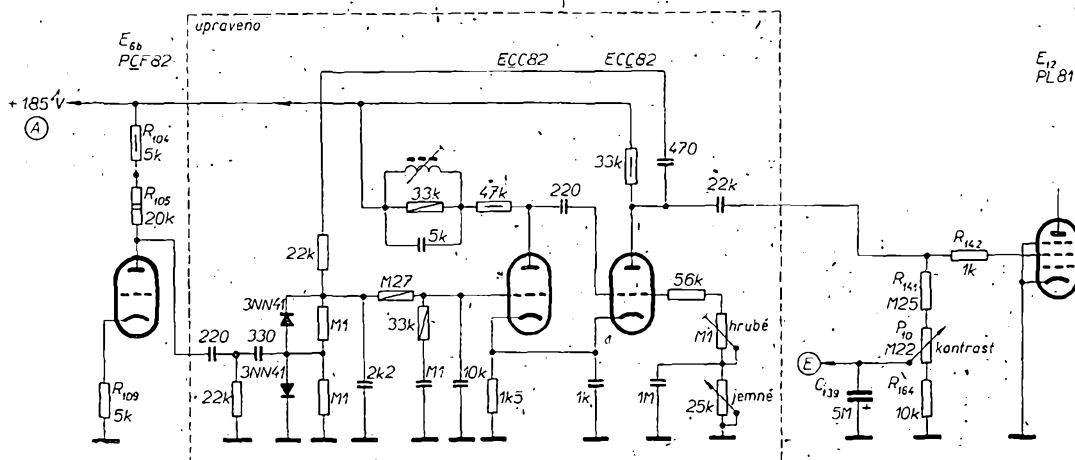 upraveno
E6b
PCF82
ECC82
ECC82
E12
PL81
+185 V
A
R104
5k
R105
20k
33k
5k
47k
220
33k
470
22k
22k
3NN41
M1
M27
33k
56k
M1
hrubé
R142
1k
R141
M25
P10
M22
kontrast
E
R109
5k
220
330
3NN41
22k
M1
2k2
M1
10k
1k5
1k
1M
25k
jemné
C139
5M
+
R164
10k